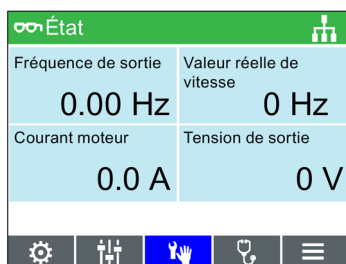 État
Fréquence de sortie
0.00 Hz
Valeur réelle de
vitesse
0 Hz
Courant moteur
0.0 A
Tension de sortie
0 V